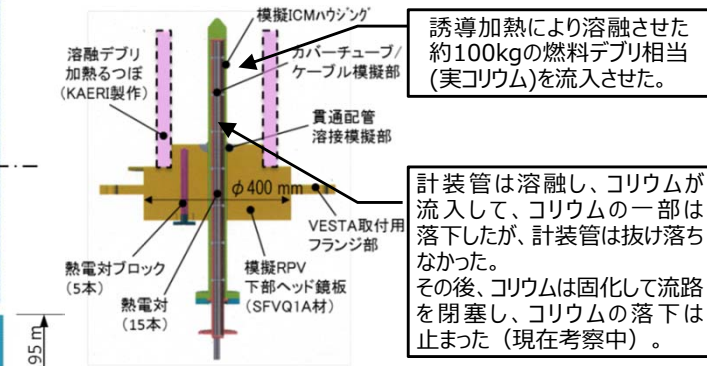 模擬ICMハウジング
溶融デブリ
加熱るつぼ
(KAERI製作)
カバーチューブ/
ケーブル模擬部
貫通配管
溶接模擬部
φ400 mm
VESTA取付用
フランジ部
熱電対ブロック
(5本)
熱電対
(15本)
模擬RPV
下部ヘッド鏡板
(SFVQ1A材)
95 m
誘導加熱により溶融させた
約100kgの燃料デブリ相当
(実コリウム)を流入させた。
計装管は溶融し、コリウムが
流入して、コリウムの一部は
落下したが、計装管は抜け落ち
なかった。
その後、コリウムは固化して流路
を閉塞し、コリウムの落下は
止まった（現在考察中）。